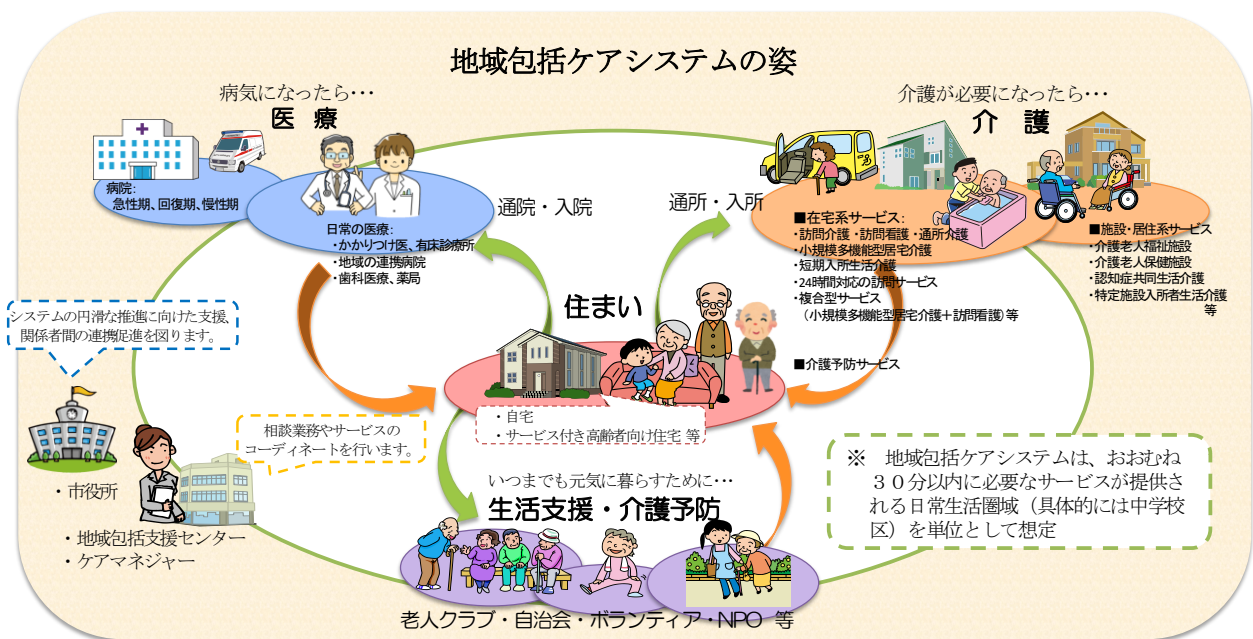 地域包括ケアシステムの姿
病気になったら･･･
医 療
病院:
急性期、回復期、慢性期
日常の医療:
・かかりつけ医、有床診療所
・地域の連携病院
・歯科医療、薬局
通院・入院
通所・入所
介護が必要になったら･･･
介 護
■在宅系サービス:
・訪問介護・訪問看護・通所介護
・小規模多機能型居宅介護
・短期入所生活介護
・24時間対応の訪問サービス
・複合型サービス
（小規模多機能型居宅介護＋訪問看護）等
■介護予防サービス
■施設・居住系サービス
・介護老人福祉施設
・介護老人保健施設
・認知症共同生活介護
・特定施設入所者生活介護
等
住まい
・自宅
・サービス付き高齢者向け住宅 等
システムの円滑な推進に向けた支援、
関係者間の連携促進を図ります。
・市役所
相談業務やサービスの
コーディネートを行います。
・地域包括支援センター
・ケアマネジャー
いつまでも元気に暮らすために･･･
生活支援・介護予防
老人クラブ・自治会・ボランティア・NPO 等
※ 地域包括ケアシステムは、おおむね
３０分以内に必要なサービスが提供さ
れる日常生活圏域（具体的には中学校
区）を単位として想定